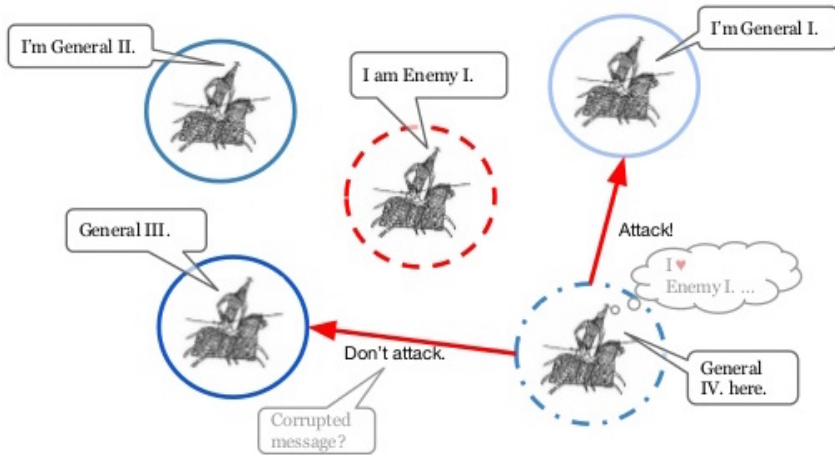 I'm General II.
I'm General I.
I am Enemy I.
General III.
Attack!
I ♥
Enemy I. ...
Don't attack.
General
IV. here.
Corrupted
message?